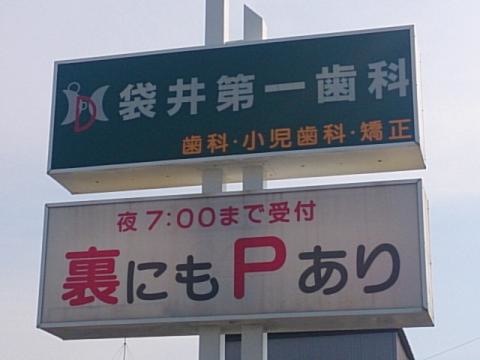 袋井第一歯科
歯科・小児歯科・矯正
夜7:00まで受付
裏にもPあり